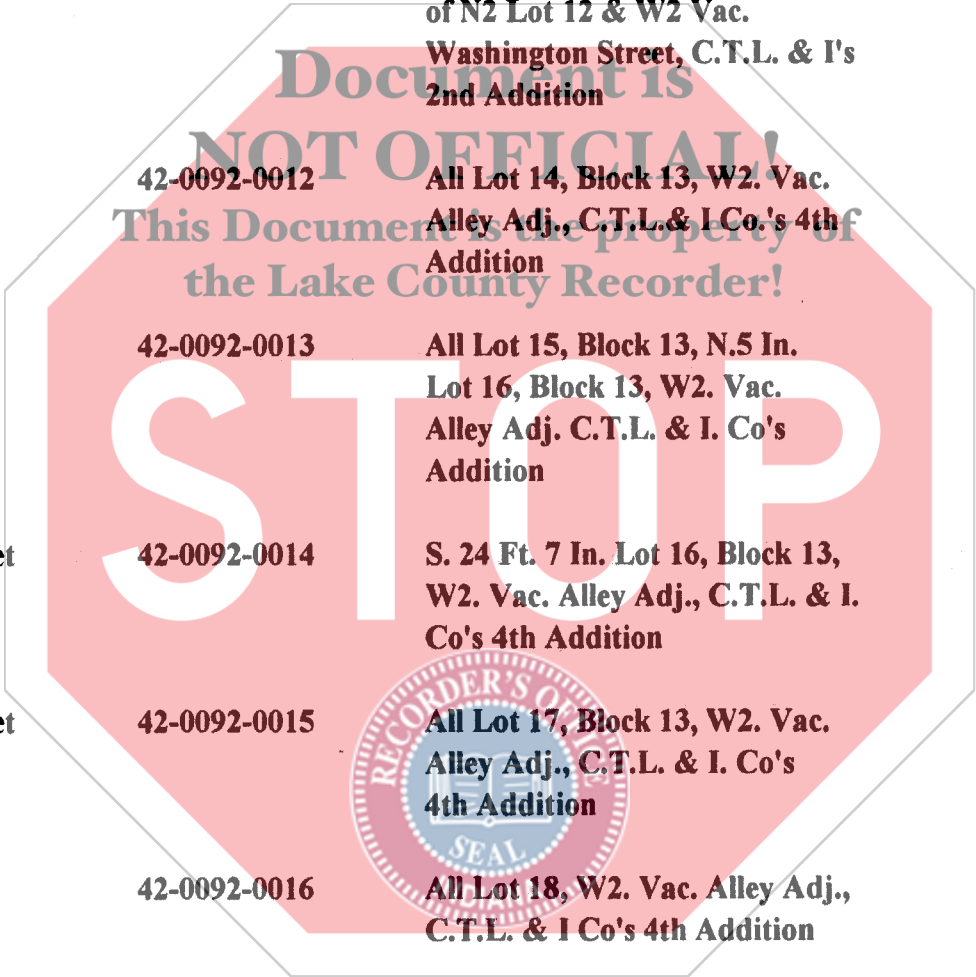 of N2 Lot 12 & W2 Vac.
Washington Street, C.T.L. & I's
2nd Addition
Document is
NOT OFFICIAL!
This Document is the property of
the Lake County Recorder!
42-0092-0012 All Lot 14, Block 13, W2. Vac.
Alley Adj., C.T.L.& I Co.'s 4th
Addition
42-0092-0013 All Lot 15, Block 13, N.5 In.
Lot 16, Block 13, W2. Vac.
Alley Adj. C.T.L. & I. Co's
Addition
STOP
et 42-0092-0014 S. 24 Ft. 7 In. Lot 16, Block 13,
W2. Vac. Alley Adj., C.T.L. & I.
Co's 4th Addition
et 42-0092-0015 All Lot 17, Block 13, W2. Vac.
Alley Adj., C.T.L. & I. Co's
4th Addition
RECORDER'S OFFICE
SEAL
42-0092-0016 All Lot 18, W2. Vac. Alley Adj.,
C.T.L. & I Co's 4th Addition